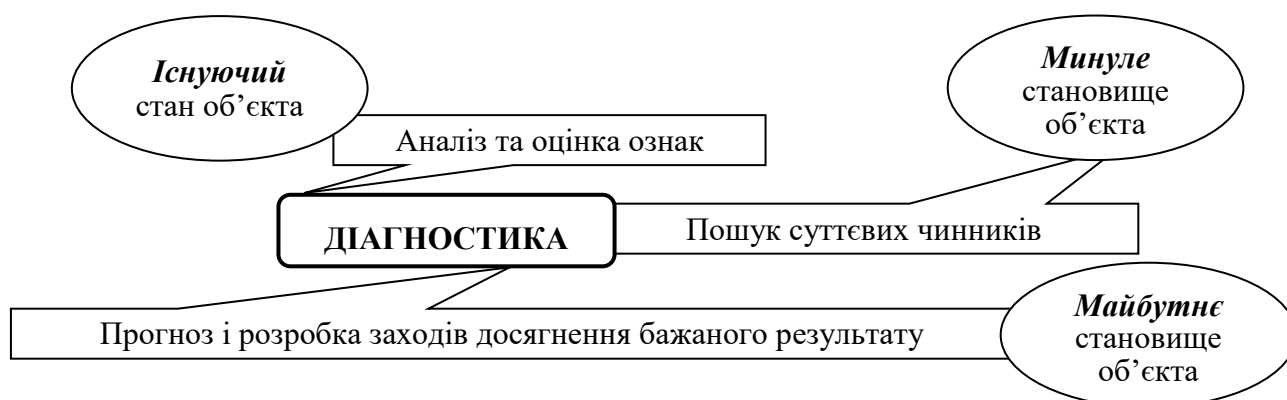 Існуючий
стан об’єкта
Минуле
становище
об’єкта
Аналіз та оцінка ознак
ДІАГНОСТИКА
Пошук суттєвих чинників
Прогноз і розробка заходів досягнення бажаного результату
Майбутнє
становище
об’єкта